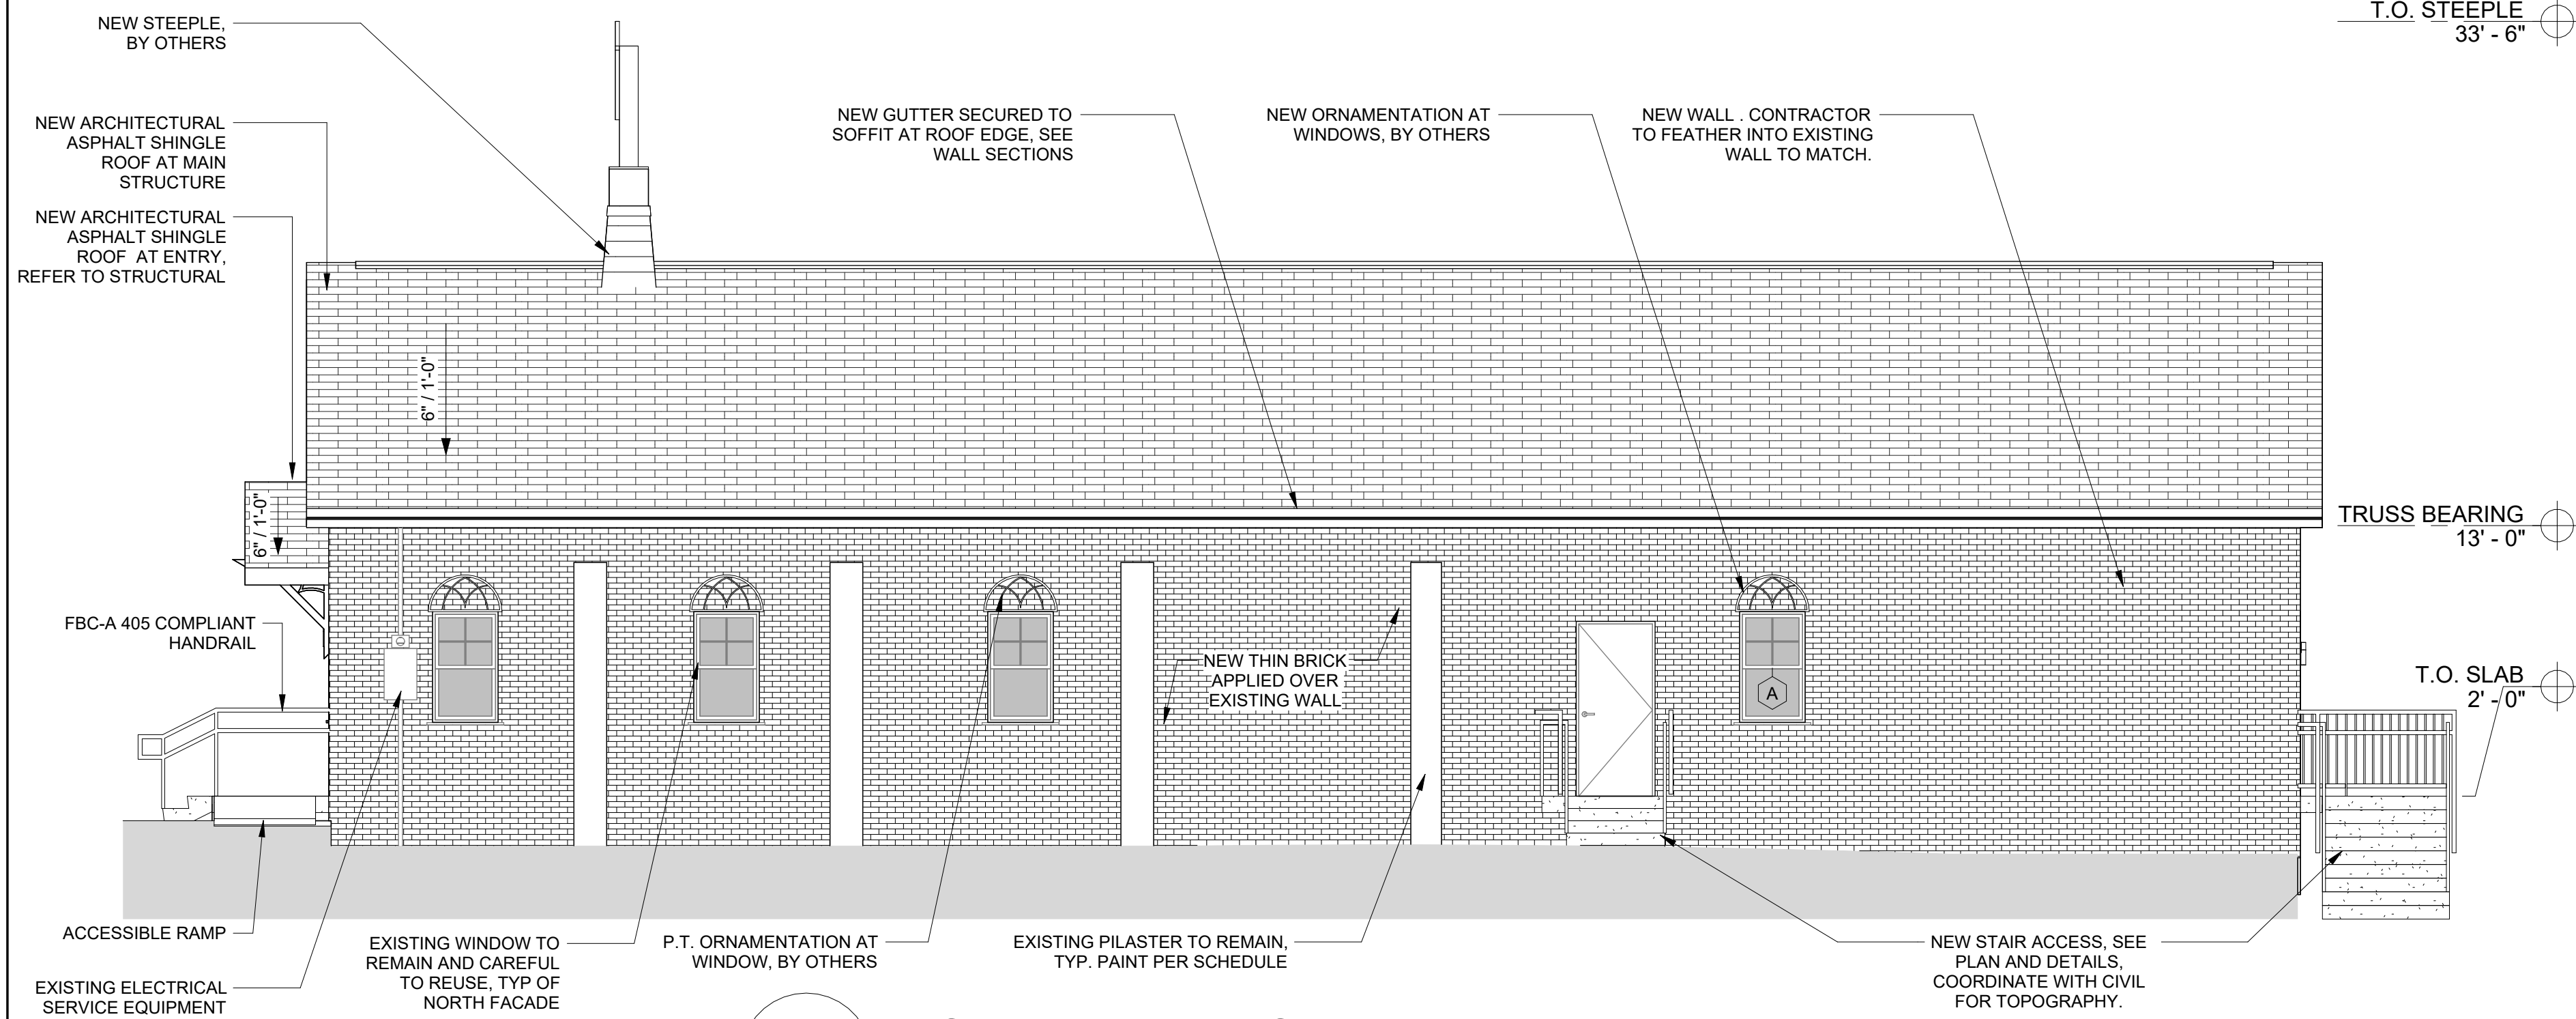 NEW STEEPLE,
BY OTHERS
T.O. STEEPLE
33' - 6"
NEW ARCHITECTURAL
ASPHALT SHINGLE
ROOF AT MAIN
STRUCTURE
NEW GUTTER SECURED TO
SOFFIT AT ROOF EDGE, SEE
WALL SECTIONS
NEW ORNAMENTATION AT
WINDOWS, BY OTHERS
NEW WALL . CONTRACTOR
TO FEATHER INTO EXISTING
WALL TO MATCH.
NEW ARCHITECTURAL
ASPHALT SHINGLE
ROOF AT ENTRY,
REFER TO STRUCTURAL
6" / 1'-0"
6" / 1'-0"
TRUSS BEARING
13' - 0"
FBC-A 405 COMPLIANT
HANDRAIL
NEW THIN BRICK
APPLIED OVER
EXISTING WALL
A
T.O. SLAB
2' - 0"
ACCESSIBLE RAMP
EXISTING ELECTRICAL
SERVICE EQUIPMENT
EXISTING WINDOW TO
REMAIN AND CAREFUL
TO REUSE, TYP OF
NORTH FACADE
P.T. ORNAMENTATION AT
WINDOW, BY OTHERS
EXISTING PILASTER TO REMAIN,
TYP. PAINT PER SCHEDULE
NEW STAIR ACCESS, SEE
PLAN AND DETAILS,
COORDINATE WITH CIVIL
FOR TOPOGRAPHY.